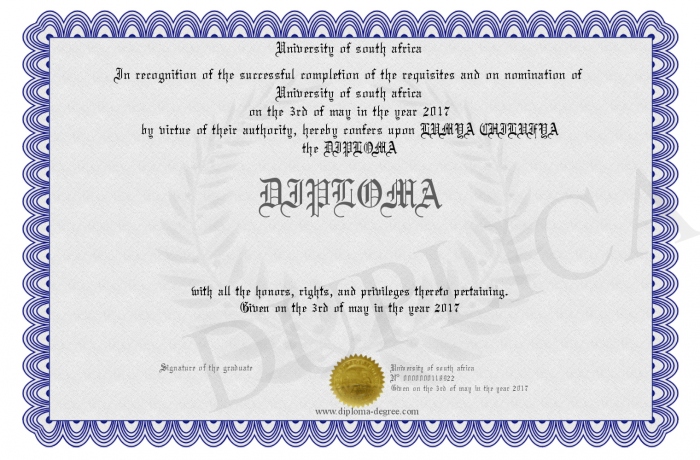 University of south africa
In recognition of the successful completion of the requisites and on nomination of
University of south africa
on the 3rd of may in the year 2017
by virtue of their authority, hereby confers upon LUMYA CHILUFYA
the DIPLOMA
DIPLOMA
with all the honors, rights, and privileges thereto pertaining.
Given on the 3rd of may in the year 2017
DUPLICA
Signature of the graduate
University of south africa
Given on the 3rd of may in the year 2017
www.diploma-degree.com